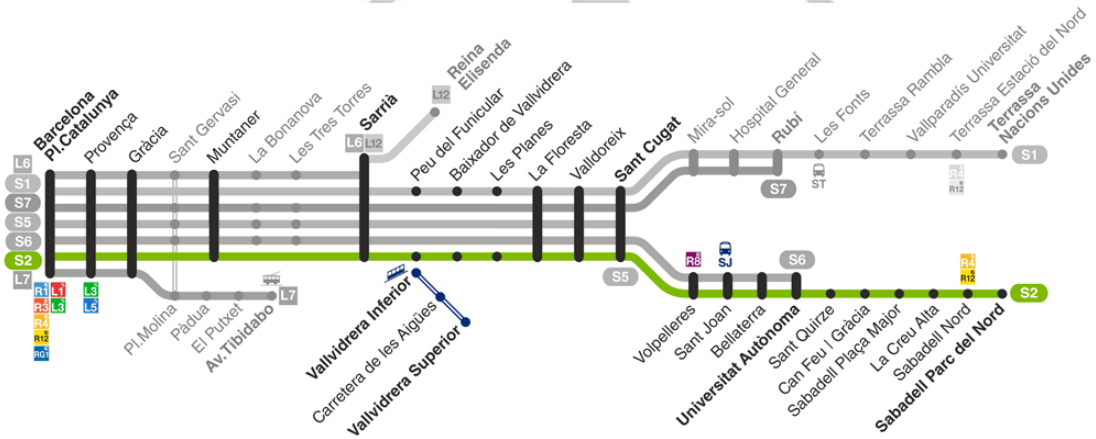 Barcelona
Pl.Catalunya
Provença
Gràcia
Sant Gervasi
Muntaner
La Bonanova
Les Tres Torres
Sarrià
Reina
Elisenda
Peu del Funicular
Baixador de Vallvidrera
Les Planes
La Floresta
Valldoreix
Sant Cugat
Mira-sol
Hospital General
Rubí
Les Fonts
Terrassa Rambla
Vallparadís Universitat
Terrassa Estació del Nord
Terrassa
Nacions Unides
L12
L6 L12
L6
S1
S7
S5
S6
S2
L7
S1
ST
R4
R12
S7
S5
R8
SJ
S6
R4
R12
S2
L7
R1 L1
R3 L3
R4
R12
RG1
L3
L5
Pl.Molina
Pàdua
El Putxet
Av.Tibidabo
Vallvidrera Inferior
Carretera de les Aigües
Vallvidrera Superior
Volpelleres
Sant Joan
Bellaterra
Universitat Autònoma
Sant Quirze
Can Feu | Gràcia
Sabadell Plaça Major
La Creu Alta
Sabadell Nord
Sabadell Parc del Nord